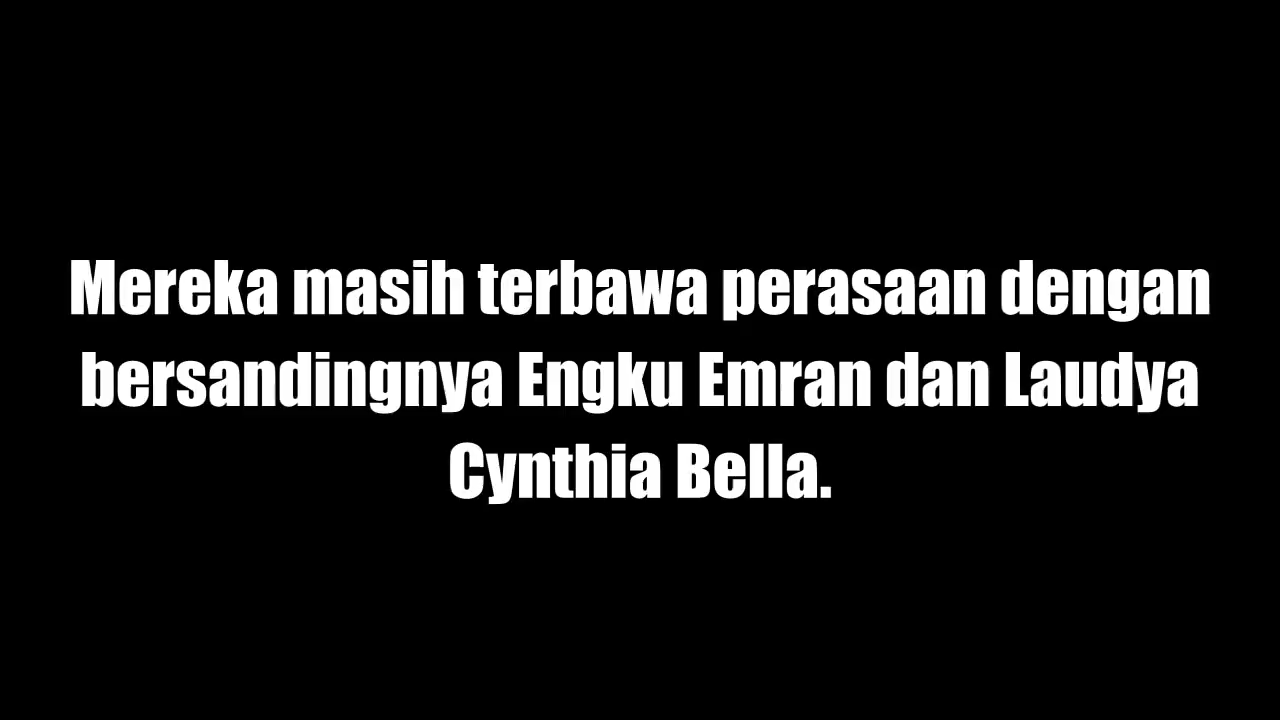 Mereka masih terbawa perasaan dengan
bersandingnya Engku Emran dan Laudya
Cynthia Bella.